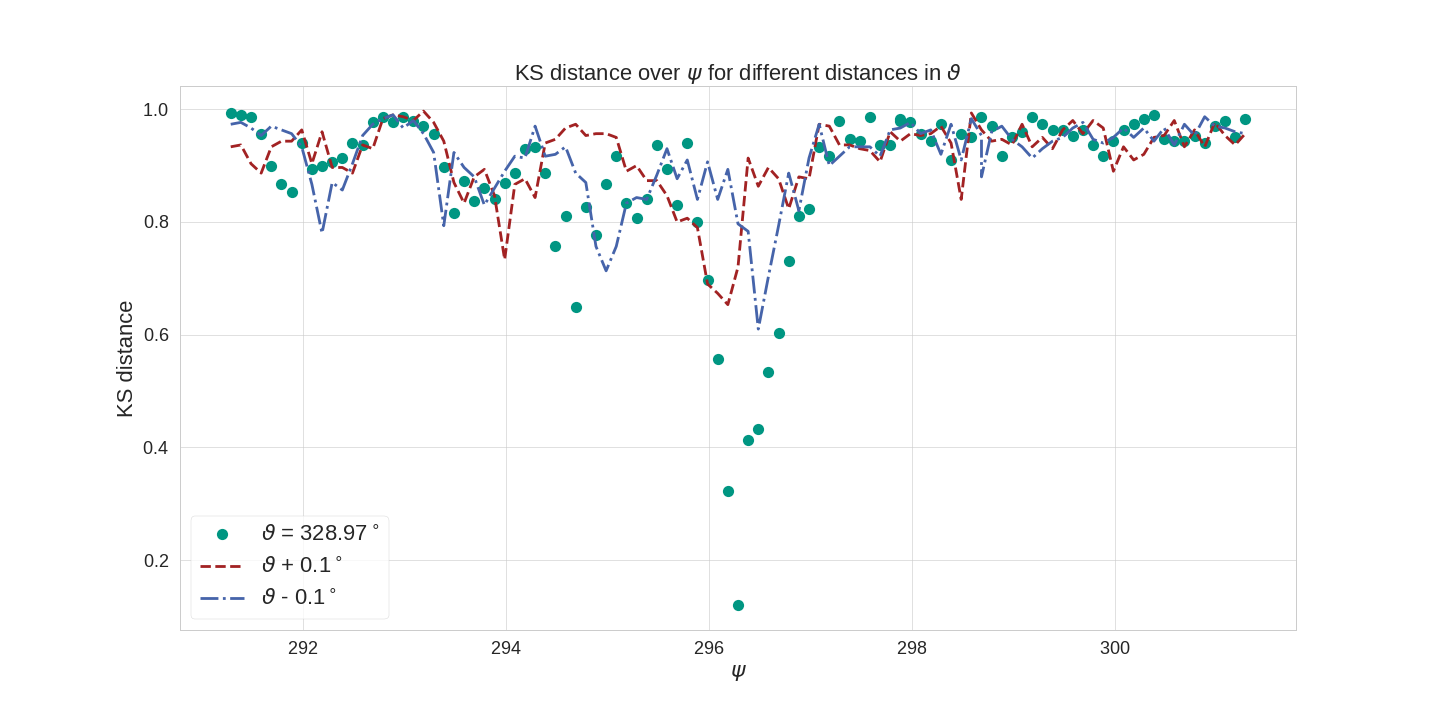 KS distance over ψ for different distances in ϑ
1.0
0.8
0.6
0.4
0.2
KS distance
ϑ = 328.97°
ϑ + 0.1°
ϑ - 0.1°
292 294 296 298 300
ψ